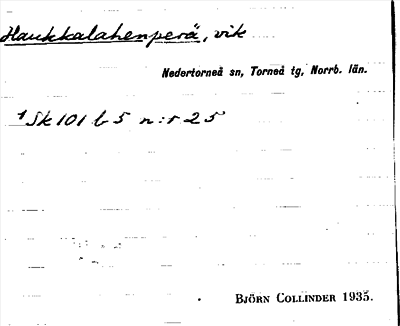 Haukkalahenperä, vik
Nedertorneå sn, Torneå tg, Norrb. län.
1 Sk 101 b 5 n:r 25
BJÖRN COLLINDER 1935.